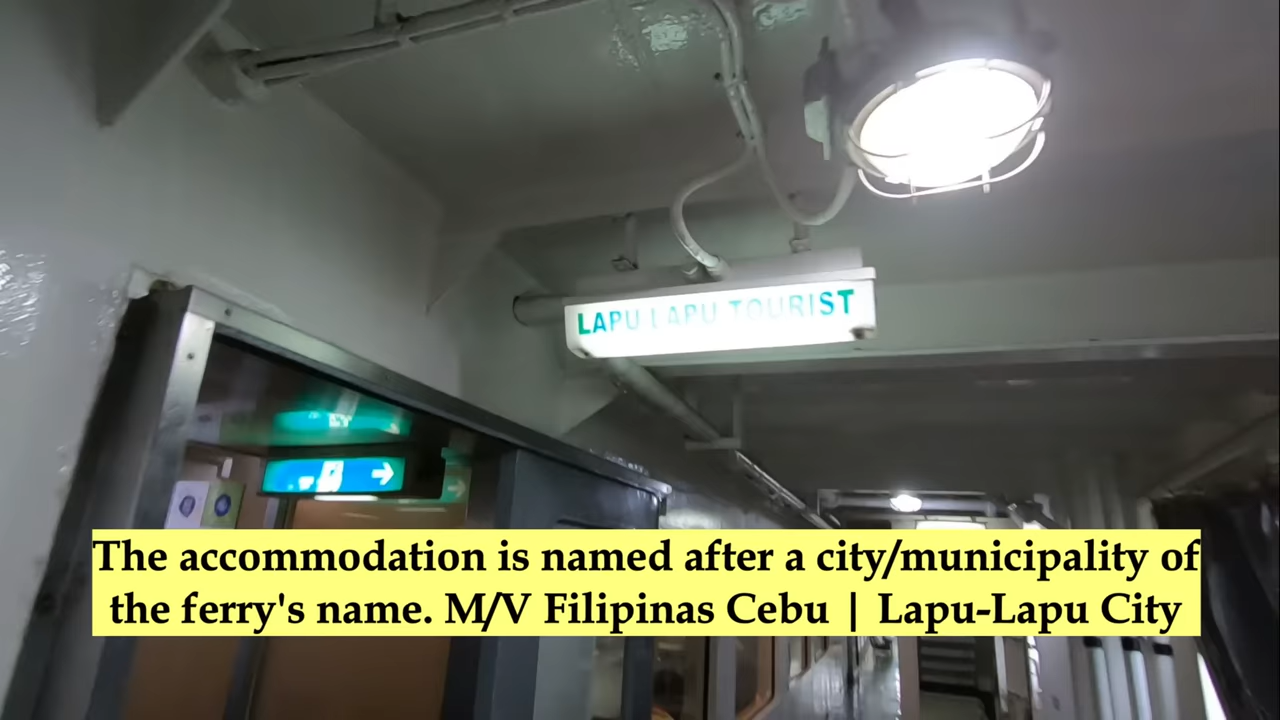 LAPU LAPU TOURIST
The accommodation is named after a city/municipality of
the ferry's name. M/V Filipinas Cebu | Lapu-Lapu City